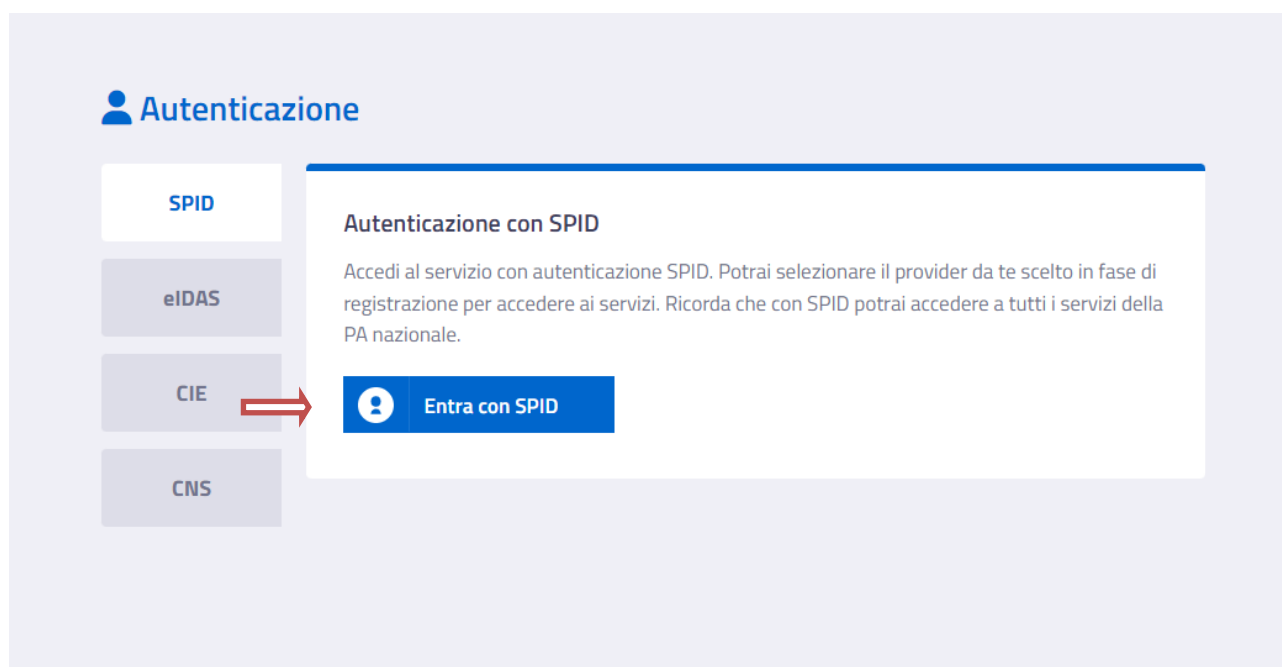 Autenticazione
SPID
eIDAS
CIE
CNS
Autenticazione con SPID
Accedi al servizio con autenticazione SPID. Potrai selezionare il provider da te scelto in fase di
registrazione per accedere ai servizi. Ricorda che con SPID potrai accedere a tutti i servizi della
PA nazionale.
Entra con SPID